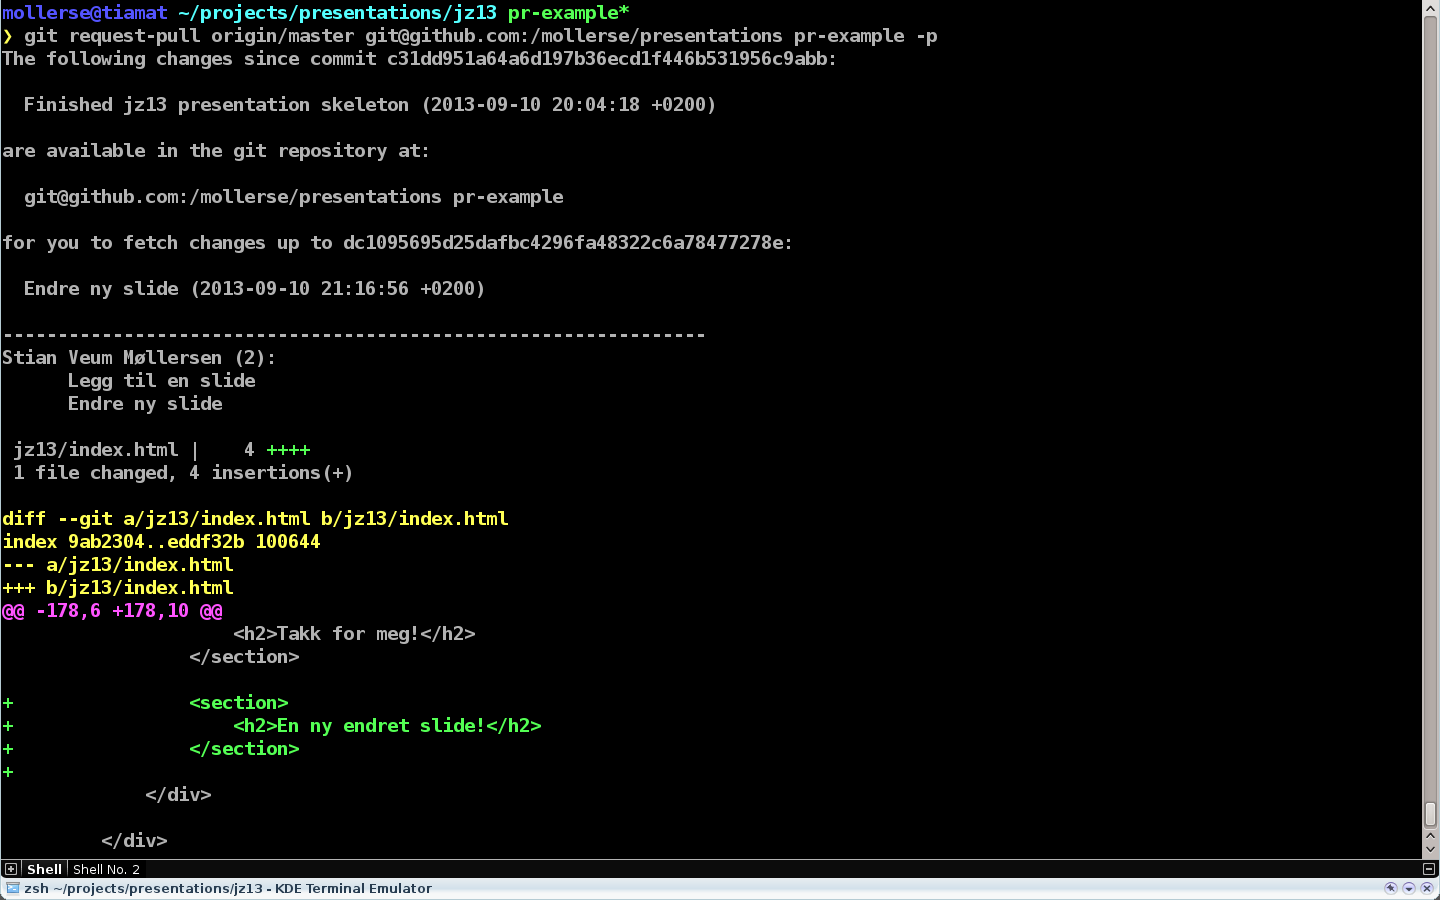 mollerse@tiamat ~/projects/presentations/jz13 pr-example*
❯ git request-pull origin/master git@github.com:/mollerse/presentations pr-example -p
The following changes since commit c31dd951a64a6d197b36ecd1f446b531956c9abb:
Finished jz13 presentation skeleton (2013-09-10 20:04:18 +0200)
are available in the git repository at:
git@github.com:/mollerse/presentations pr-example
for you to fetch changes up to dc1095695d25dafbc4296fa48322c6a78477278e:
Endre ny slide (2013-09-10 21:16:56 +0200)
----------------------------------------------------------------
Stian Veum Møllersen (2):
Legg til en slide
Endre ny slide
jz13/index.html |    4 ++++
1 file changed, 4 insertions(+)
diff --git a/jz13/index.html b/jz13/index.html
index 9ab2304..eddf32b 100644
--- a/jz13/index.html
+++ b/jz13/index.html
@@ -178,6 +178,10 @@
<h2>Takk for meg!</h2>
</section>
+                <section>
+                    <h2>En ny endret slide!</h2>
+                </section>
+
</div>
</div>
Shell Shell No. 2
zsh ~/projects/presentations/jz13 - KDE Terminal Emulator